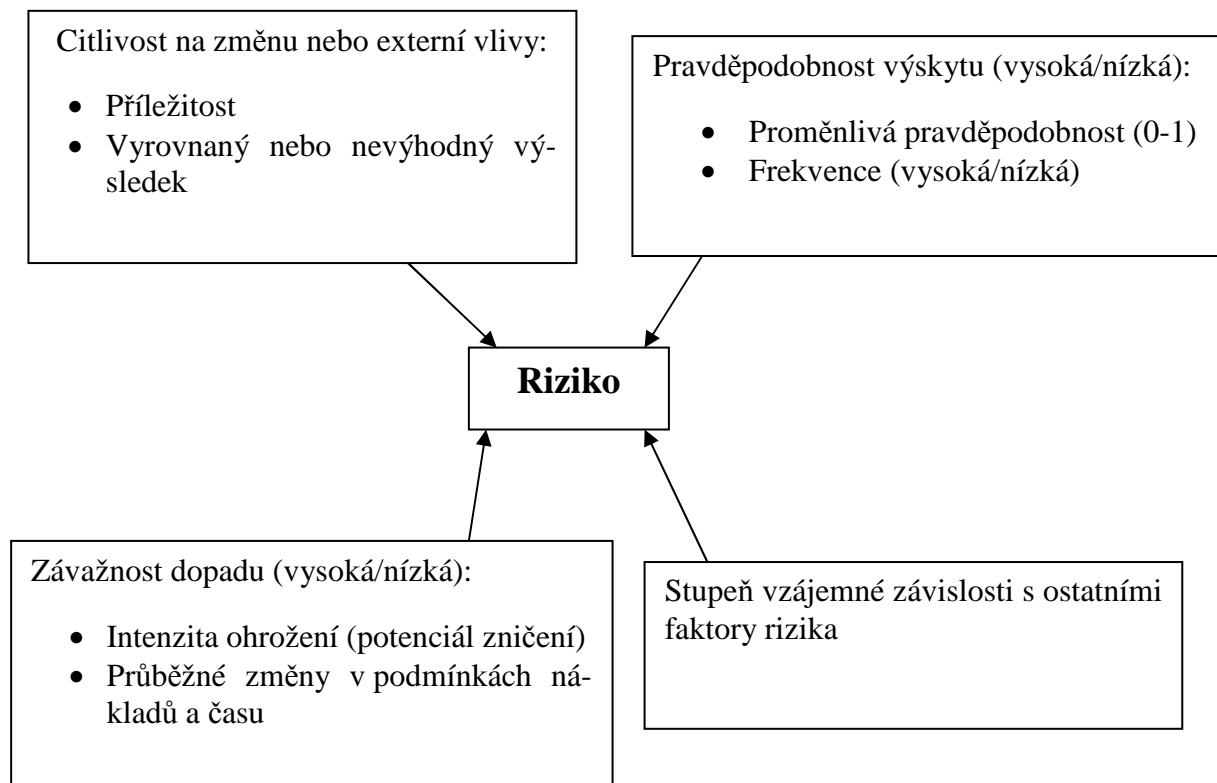 Citlivost na změnu nebo externí vlivy:
• Příležitost
• Vyrovnaný nebo nevýhodný vý-
sledek
Pravděpodobnost výskytu (vysoká/nízká):
• Proměnlivá pravděpodobnost (0-1)
• Frekvence (vysoká/nízká)
Riziko
Závažnost dopadu (vysoká/nízká):
• Intenzita ohrožení (potenciál zničení)
• Průběžné změny v podmínkách ná-
kladů a času
Stupeň vzájemné závislosti s ostatními
faktory rizika